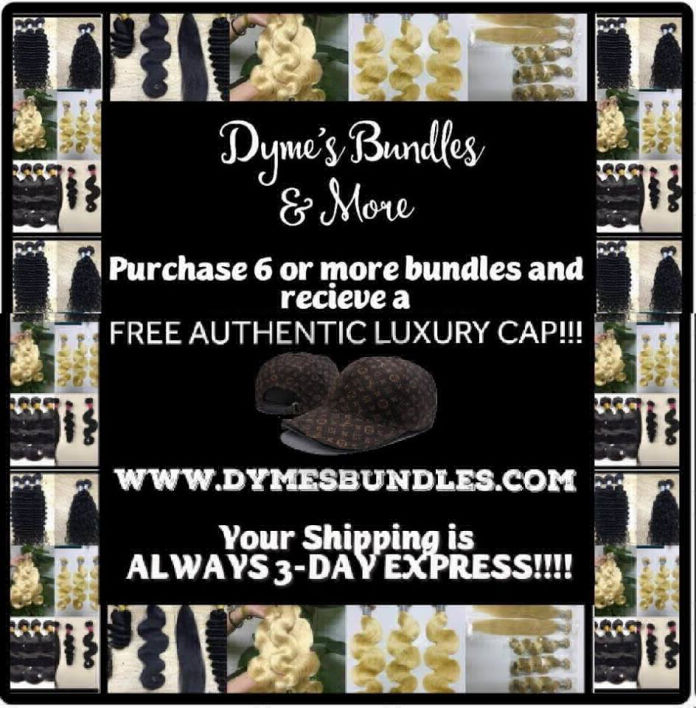 Dyme's Bundles
& More
Purchase 6 or more bundles and
recieve a
FREE AUTHENTIC LUXURY CAP!!!
WWW.DYMESBUNDLES.COM
Your Shipping is
ALWAYS 3-DAY EXPRESS!!!!